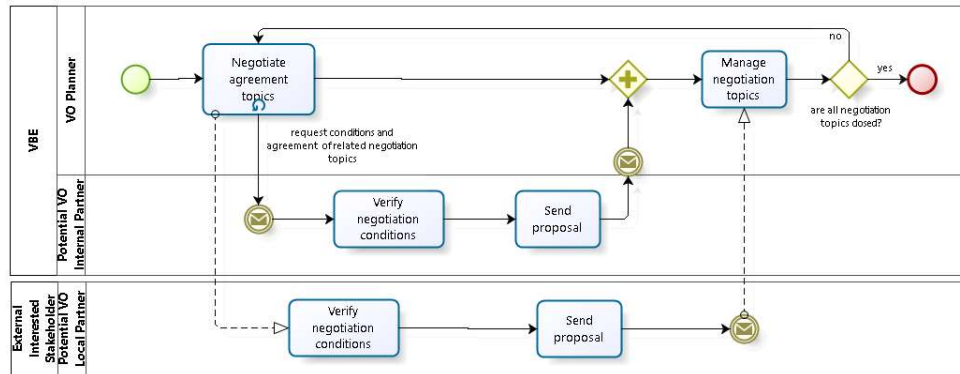 VBE
VO Planner
Negotiate
agreement
topics
request conditions and
agreement of related negotiation
topics
Manage
negotiation
topics
no
yes
are all negotiation
topics closed?
Potential VO
Internal Partner
Verify
negotiation
conditions
Send
proposal
External
Interested
Stakeholder
Potential VO
Local Partner
Verify
negotiation
conditions
Send
proposal